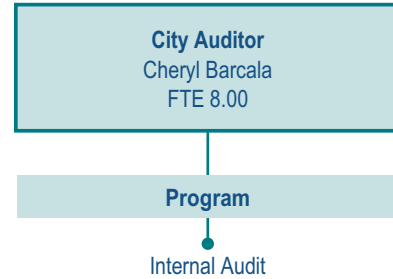 City Auditor
Cheryl Barcala
FTE 8.00
Program
Internal Audit